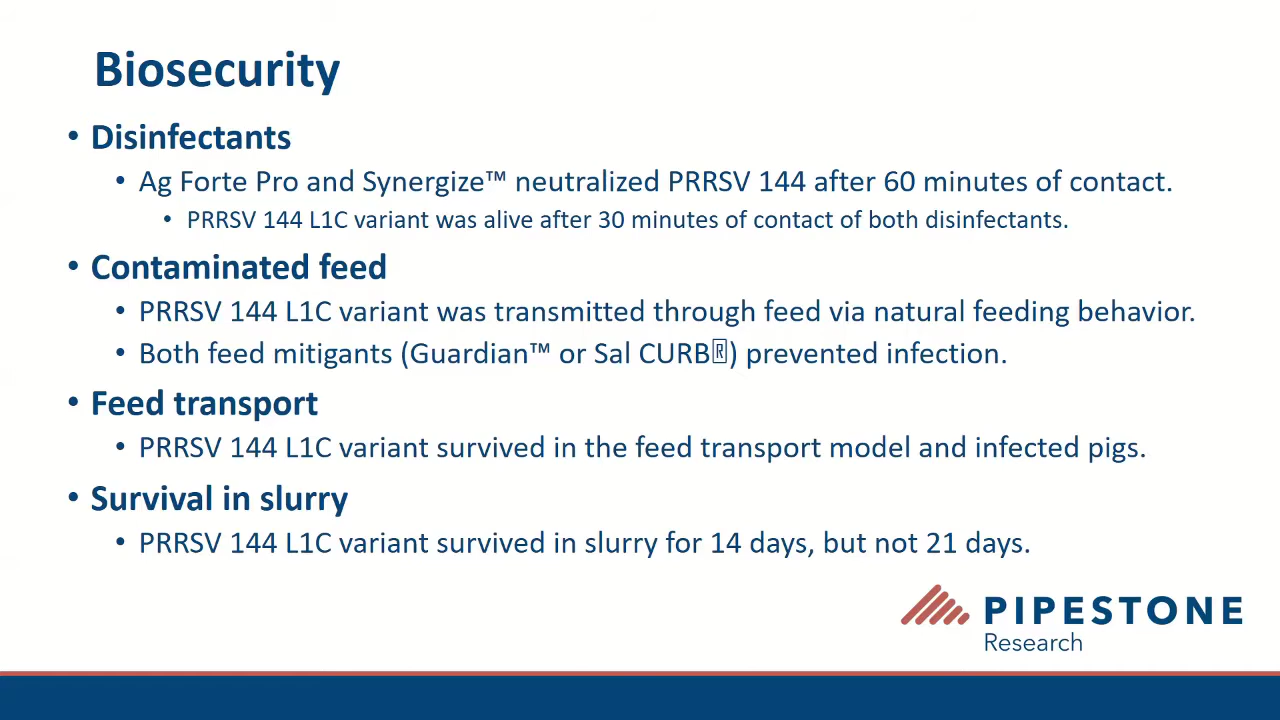 Biosecurity
• Disinfectants
• Ag Forte Pro and Synergize™ neutralized PRRSV 144 after 60 minutes of contact.
• PRRSV 144 L1C variant was alive after 30 minutes of contact of both disinfectants.
• Contaminated feed
• PRRSV 144 L1C variant was transmitted through feed via natural feeding behavior.
• Both feed mitigants (Guardian™ or Sal CURB®) prevented infection.
• Feed transport
• PRRSV 144 L1C variant survived in the feed transport model and infected pigs.
• Survival in slurry
• PRRSV 144 L1C variant survived in slurry for 14 days, but not 21 days.
PIPESTONE
Research